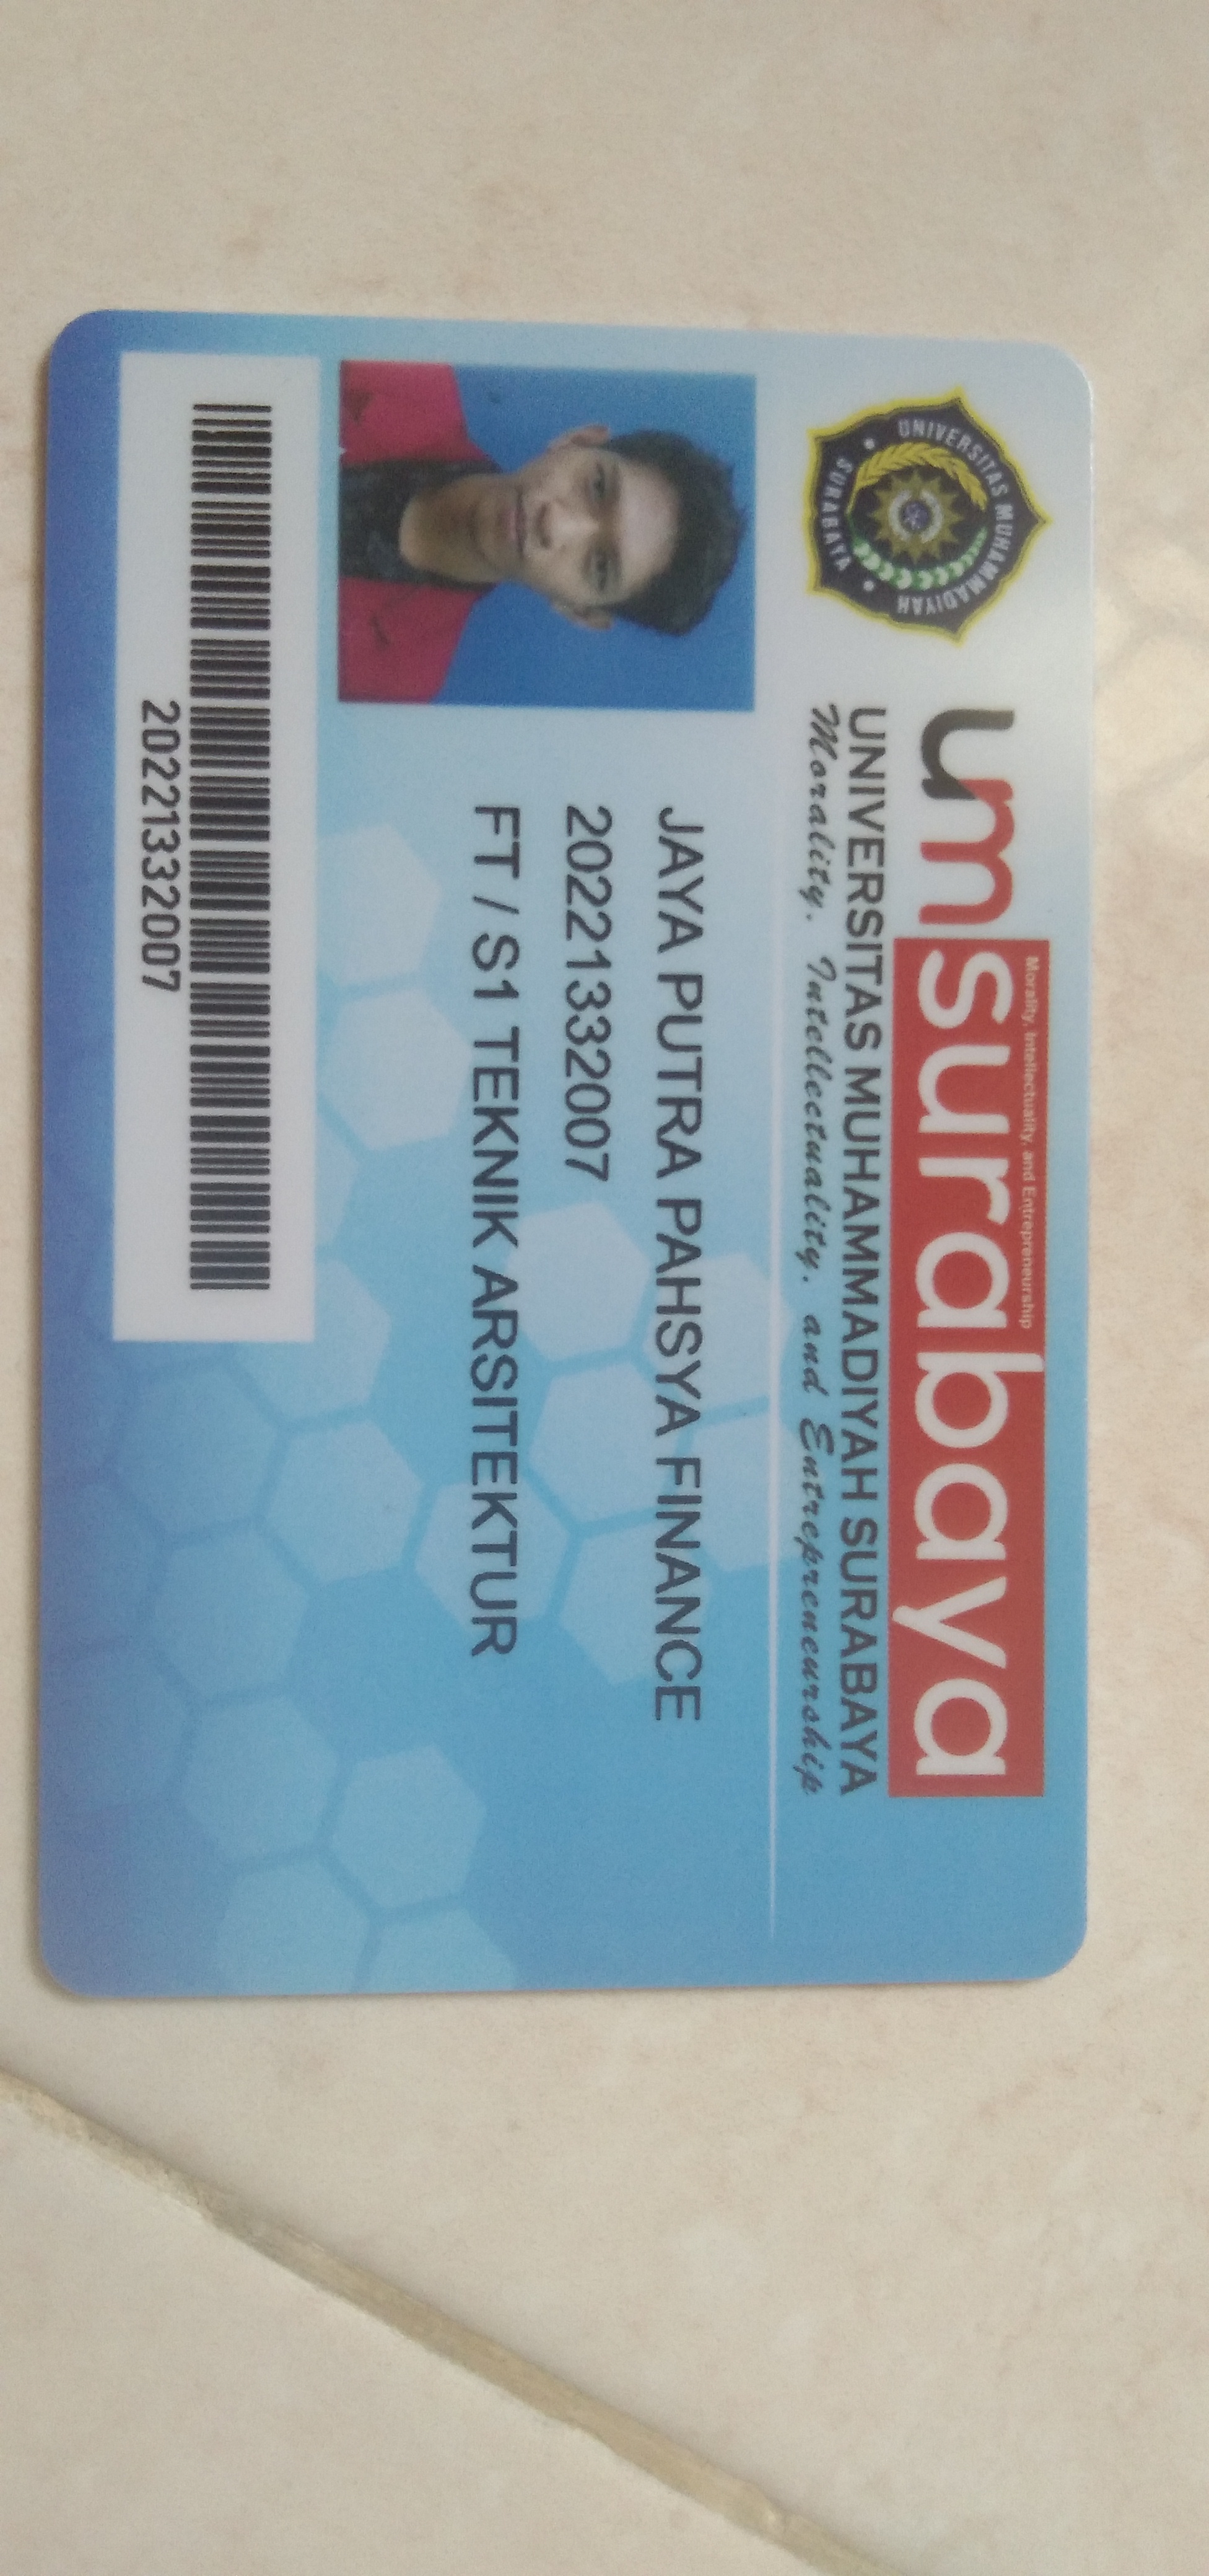 UNIVERSITAS MUHAMMADIYAH
SURABAYA
Morality, Intellectuality, and Entrepreneurship
umsurabaya
UNIVERSITAS MUHAMMADIYAH SURABAYA
Morality, Intellectuality, and Entrepreneurship
JAYA PUTRA PAHSYA FINANCE
20221332007
FT / S1 TEKNIK ARSITEKTUR
20221332007